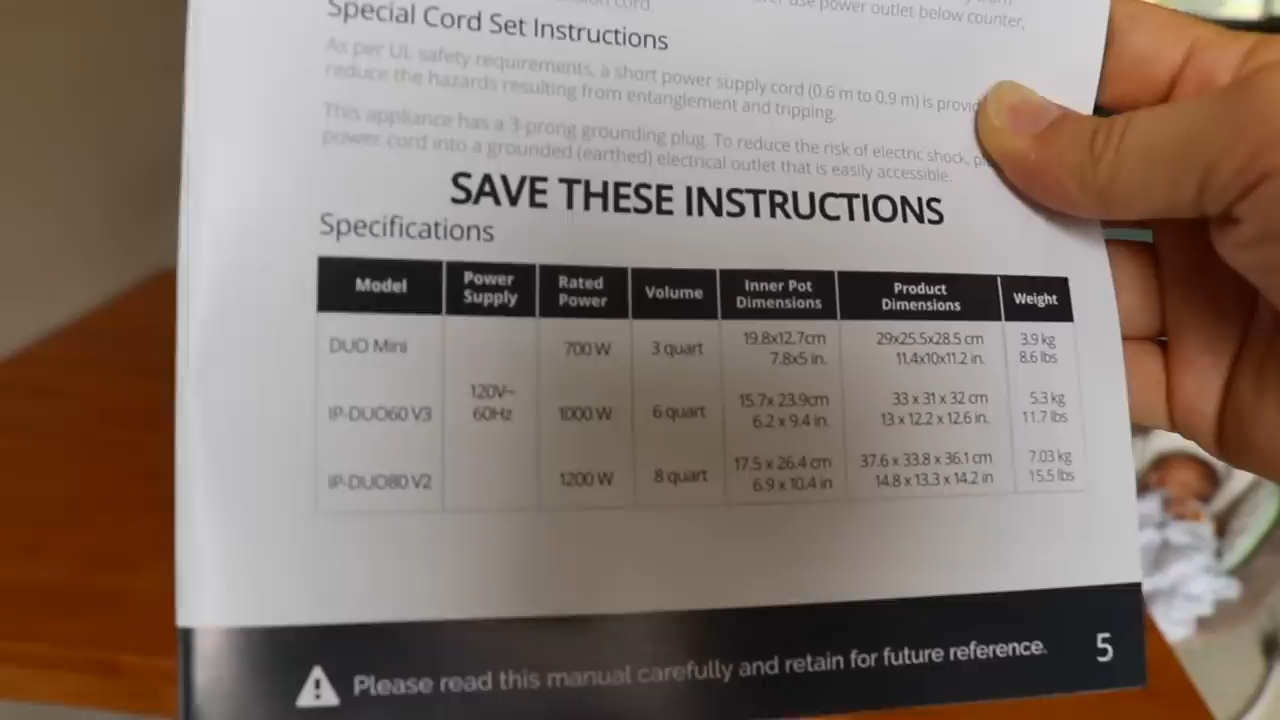 cord.
use power outlet below counter,
Special Cord Set Instructions
As per UL safety requirements, a short power supply cord (0.6 m to 0.9 m) is
reduce the hazards resulting from entanglement and tripping.
This appliance has a 3-prong grounding plug. To reduce the risk of electric shock,
power cord into a grounded (earthed) electrical outlet that is easily accessible.
SAVE THESE INSTRUCTIONS
Specifications
Model Power Supply Rated Power Volume Inner Pot Dimensions Product Dimensions Weight
DUO Mini 700 W 3 quart 19.8x12.7cm 29x25.5x28.5 cm 3.9 kg
7.8x5 in. 11.4x10x11.2 in. 8.6 lbs
120V~ 60Hz
IP-DUO60 V3 1000 W 6 quart 15.7x 23.9cm 33 x 31 x 32 cm 5.3 kg
6.2 x 9.4 in. 13 x 12.2 x 12.6 in. 11.7 lbs
IP-DUO80 V2 1200 W 8 quart 17.5 x 26.4 cm 37.6 x 33.8 x 36.1 cm 7.03 kg
6.9 x 10.4 in 14.8 x 13.3 x 14.2 in 15.5 lbs
Please read this manual carefully and retain for future reference. 5